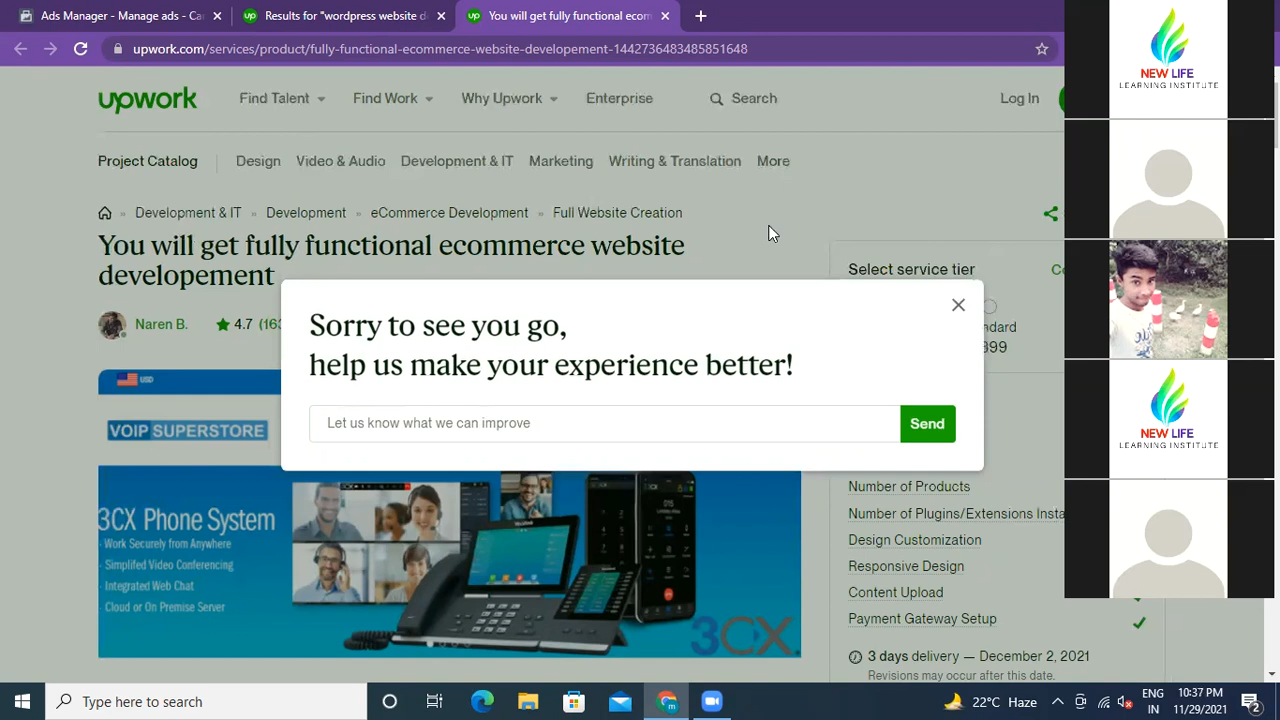 Ads Manager - Manage ads - Ca
Results for "wordpress website d
You will get fully functional ecom
upwork.com/services/product/fully-functional-ecommerce-website-developement-1442736483485851648
upwork
Find Talent
Find Work
Why Upwork
Enterprise
Search
Log In
Project Catalog
Design
Video & Audio
Development & IT
Marketing
Writing & Translation
More
Development & IT » Development » eCommerce Development » Full Website Creation
You will get fully functional ecommerce website
developement
Naren B.
4.7 (163
Select service tier
Co
ndard
899
Sorry to see you go,
help us make your experience better!
Let us know what we can improve
Send
USD
VOIP SUPERSTORE
3CX Phone System
- Work Securely from Anywhere
- Simplifed Video Conferencing
- Integrated Web Chat
- Cloud or On Premise Server
3CX.
Number of Products
Number of Plugins/Extensions Insta
Design Customization
Responsive Design
Content Upload
Payment Gateway Setup
3 days delivery — December 2, 2021
Revisions may occur after this date.
NEW LIFE
LEARNING INSTITUTE
NEW LIFE
LEARNING INSTITUTE
Type here to search
22°C Haze
ENG
IN
10:37 PM
11/29/2021
2